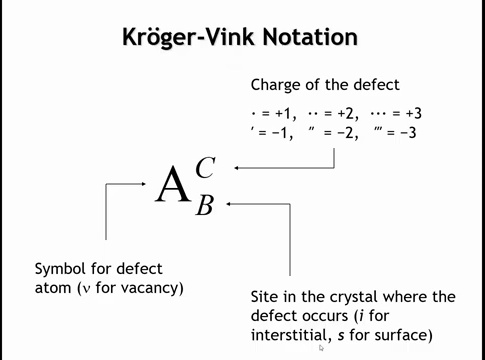 Kröger-Vink Notation
Charge of the defect
· = +1, ·· = +2, ··· = +3
′ = −1, ″ = −2, ‴ = −3
A
C
B
Symbol for defect
atom (ν for vacancy)
Site in the crystal where the
defect occurs (i for
interstitial, s for surface)